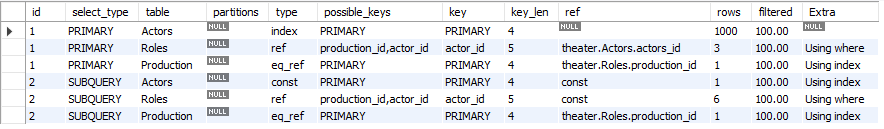 id select_type table partitions type possible_keys key key_len ref rows filtered Extra
1 PRIMARY Actors NULL index PRIMARY PRIMARY 4 NULL 1000 100.00 NULL
1 PRIMARY Roles NULL ref production_id,actor_id actor_id 5 theater.Actors.actors_id 3 100.00 Using where
1 PRIMARY Production NULL eq_ref PRIMARY PRIMARY 4 theater.Roles.production_id 1 100.00 Using index
2 SUBQUERY Actors NULL const PRIMARY PRIMARY 4 const 1 100.00 Using index
2 SUBQUERY Roles NULL ref production_id,actor_id actor_id 5 const 6 100.00 Using where
2 SUBQUERY Production NULL eq_ref PRIMARY PRIMARY 4 theater.Roles.production_id 1 100.00 Using index